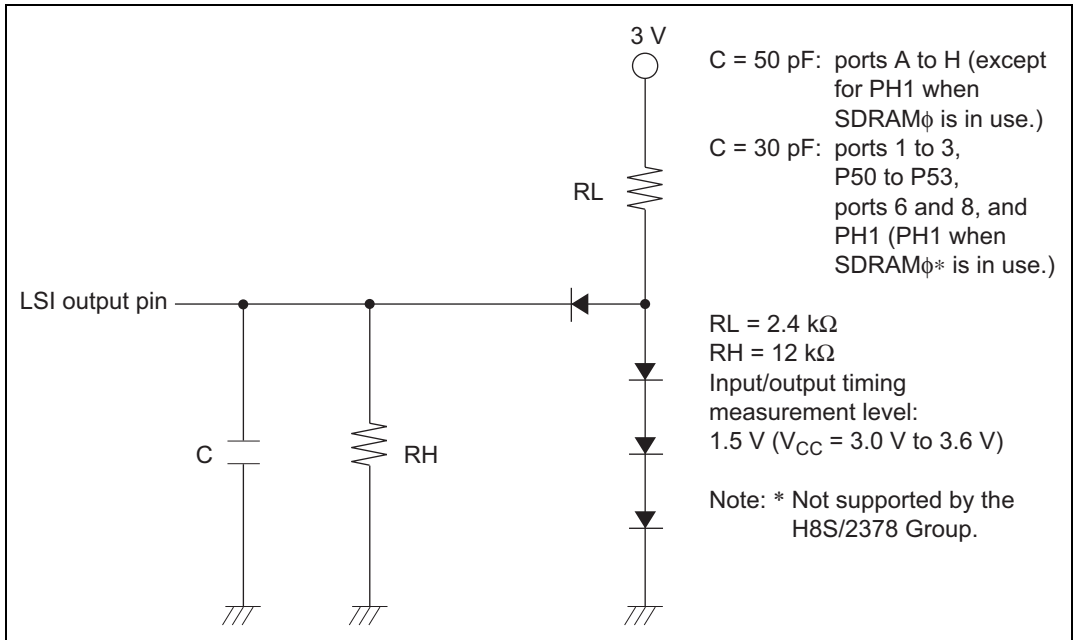 3 V
C = 50 pF: ports A to H (except
for PH1 when
SDRAMϕ is in use.)
C = 30 pF: ports 1 to 3,
P50 to P53,
ports 6 and 8, and
PH1 (PH1 when
SDRAMϕ* is in use.)
RL
LSI output pin
RL = 2.4 kΩ
RH = 12 kΩ
Input/output timing
measurement level:
1.5 V (VCC = 3.0 V to 3.6 V)
C
RH
Note: * Not supported by the
H8S/2378 Group.